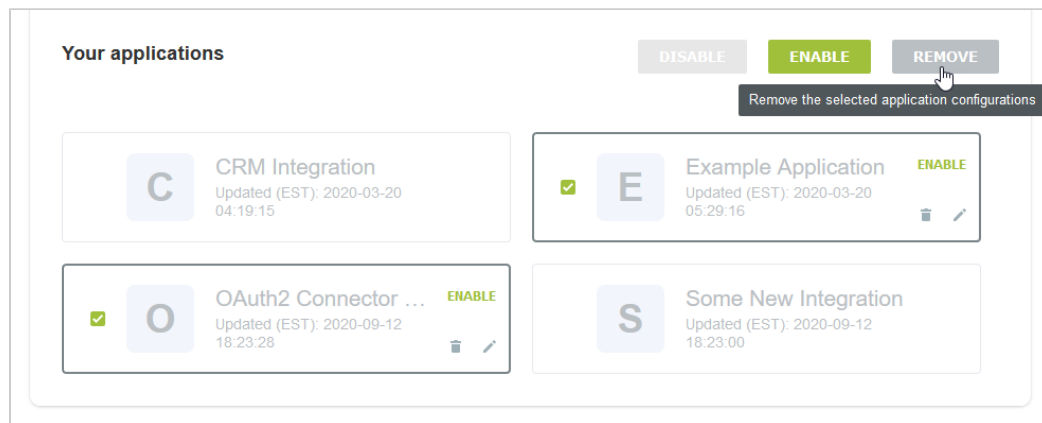 Your applications
DISABLE ENABLE REMOVE
Remove the selected application configurations
C
CRM Integration
Updated (EST): 2020-03-20
04:19:15
E
Example Application
ENABLE
Updated (EST): 2020-03-20
05:29:16
O
OAuth2 Connector ...
ENABLE
Updated (EST): 2020-09-12
18:23:28
S
Some New Integration
Updated (EST): 2020-09-12
18:23:00